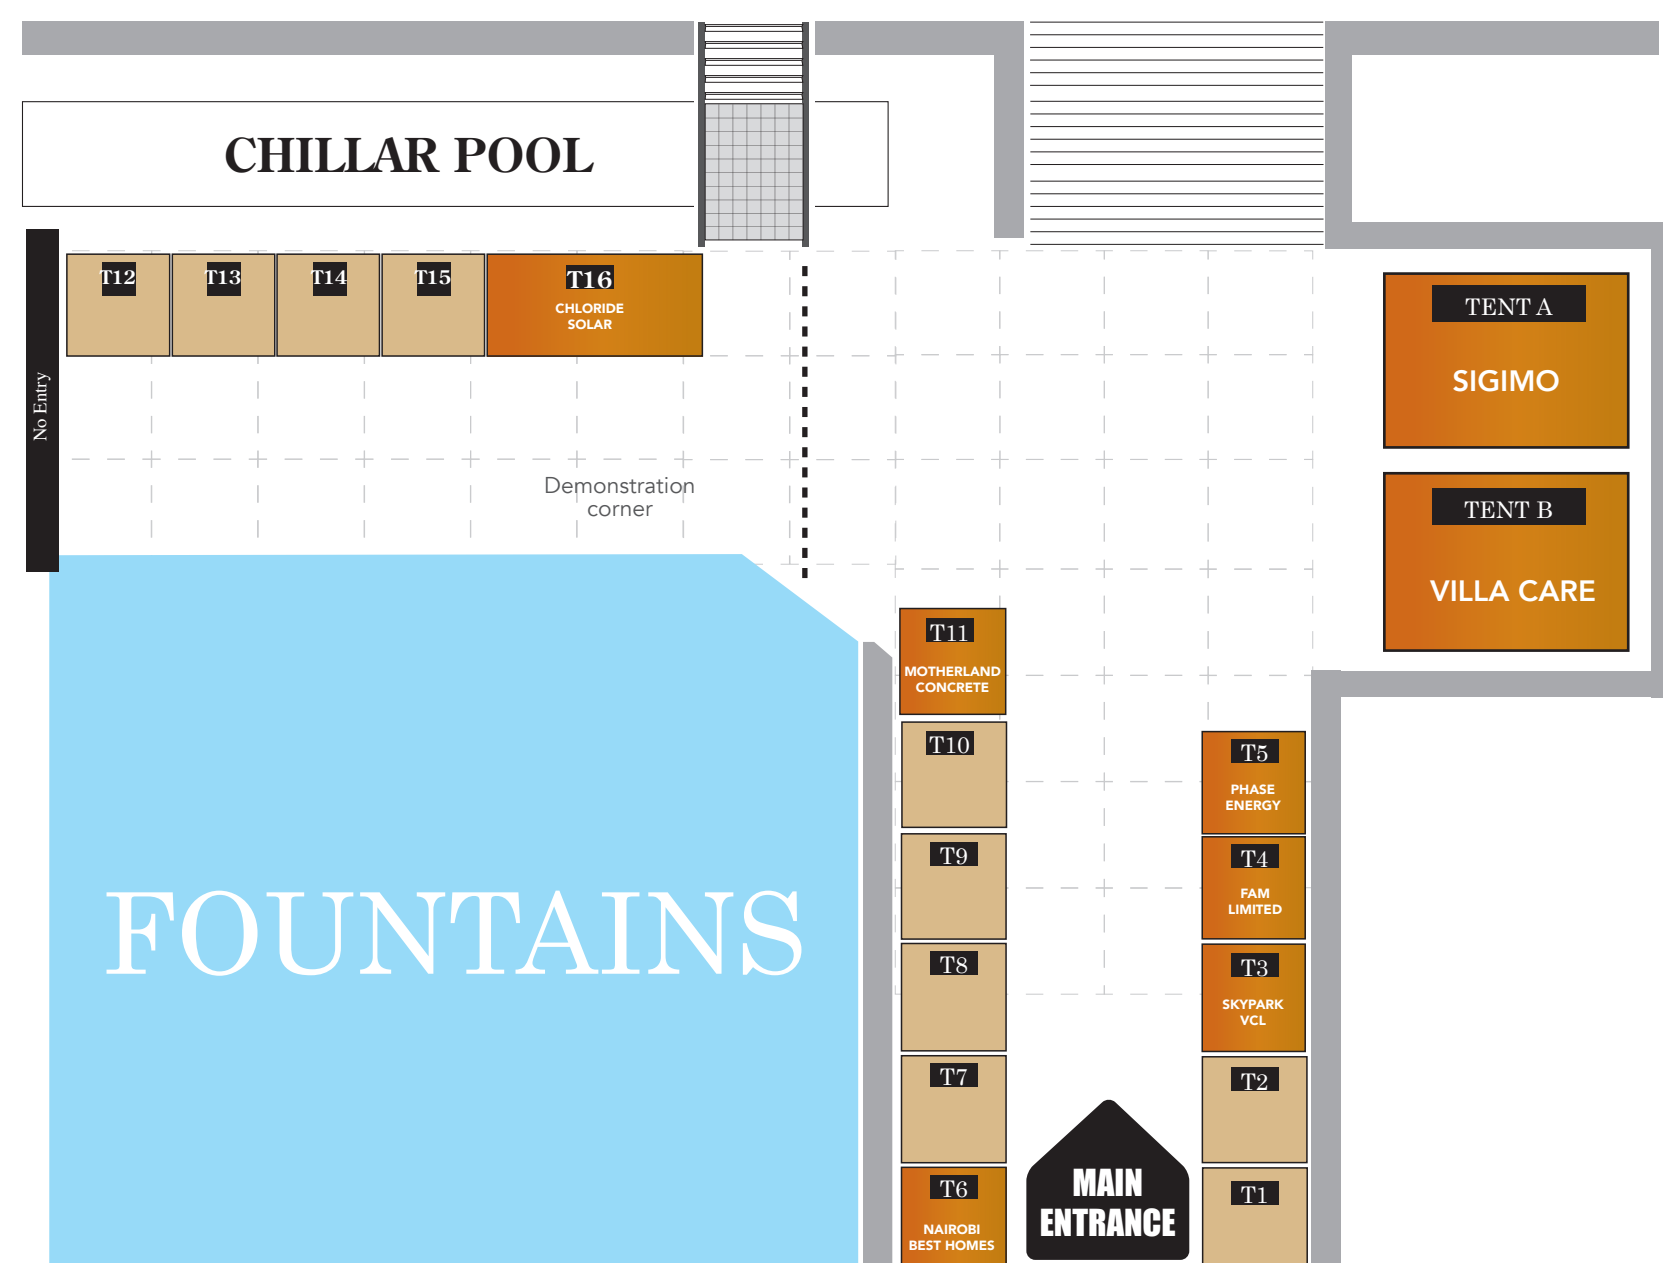 CHILLAR POOL
No Entry
T12
T13
T14
T15
T16
CHLORIDE
SOLAR
TENT A
SIGIMO
TENT B
VILLA CARE
Demonstration
corner
FOUNTAINS
T11
MOTHERLAND
CONCRETE
T10
T9
T8
T7
T6
NAIROBI
BEST HOMES
T5
PHASE
ENERGY
T4
FAM
LIMITED
T3
SKYPARK
VCL
T2
T1
MAIN
ENTRANCE